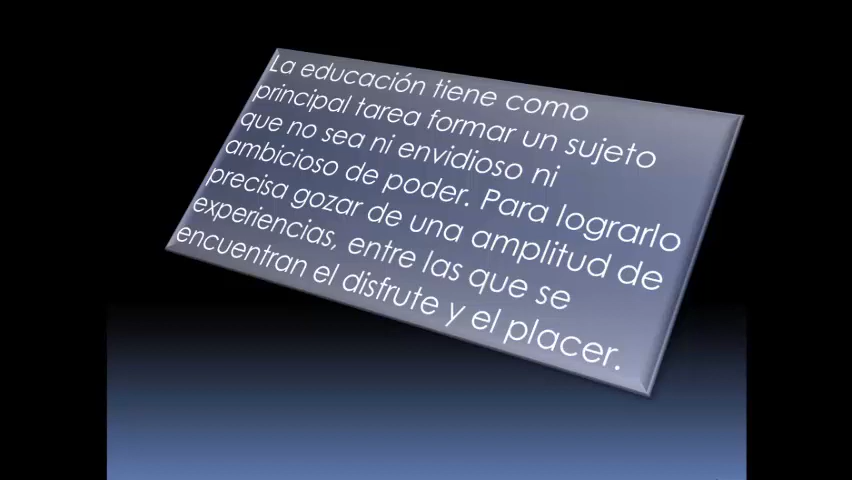 La educación tiene como
principal tarea formar un sujeto
que no sea ni envidioso ni
ambicioso de poder. Para lograrlo
precisa gozar de una amplitud de
experiencias, entre las que se
encuentran el disfrute y el placer.